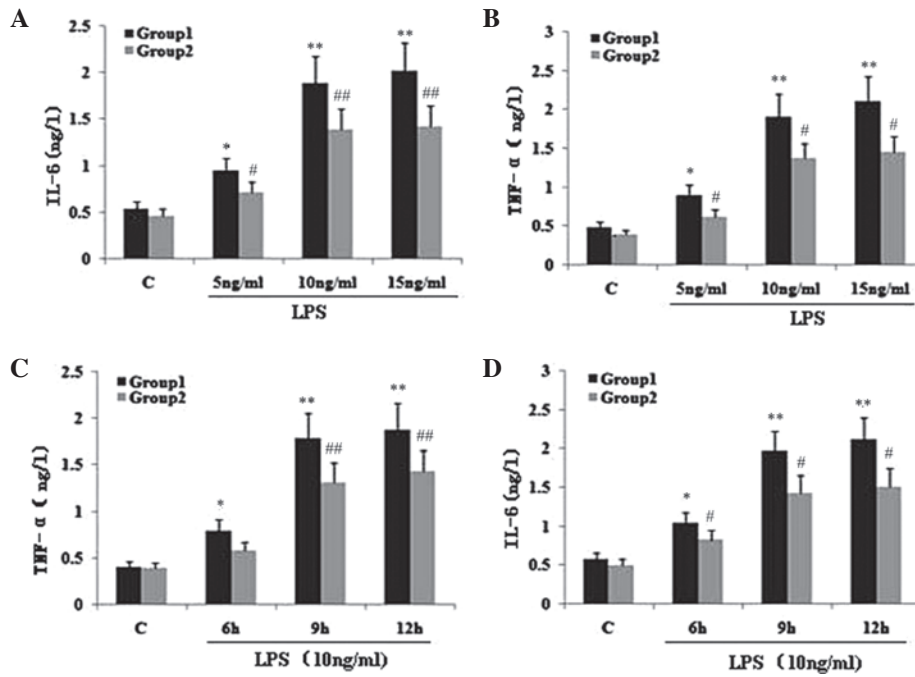 A
IL-6 (ng/l)
2.5
2
1.5
1
0.5
0
Group1
Group2
*
#
**
##
**
##
C
5ng/ml
10ng/ml
15ng/ml
LPS
B
TNF-α ( ng/l)
3
2.5
2
1.5
1
0.5
0
Group1
Group2
*
#
**
#
**
#
C
5ng/ml
10ng/ml
15ng/ml
LPS
C
TNF-α ( ng/l)
2.5
2
1.5
1
0.5
0
Group1
Group2
*
**
##
**
##
C
6h
9h
12h
LPS (10ng/ml)
D
IL-6 (ng/l)
3
2.5
2
1.5
1
0.5
0
Group1
Group2
*
#
**
#
**
#
C
6h
9h
12h
LPS (10ng/ml)